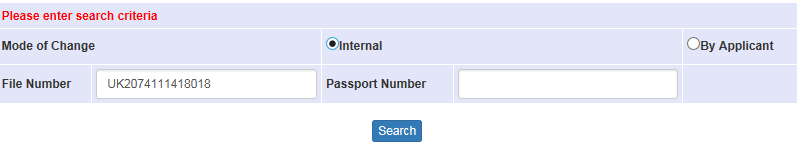 Please enter search criteria
Mode of Change Internal By Applicant
File Number UK2074111418018 Passport Number
Search